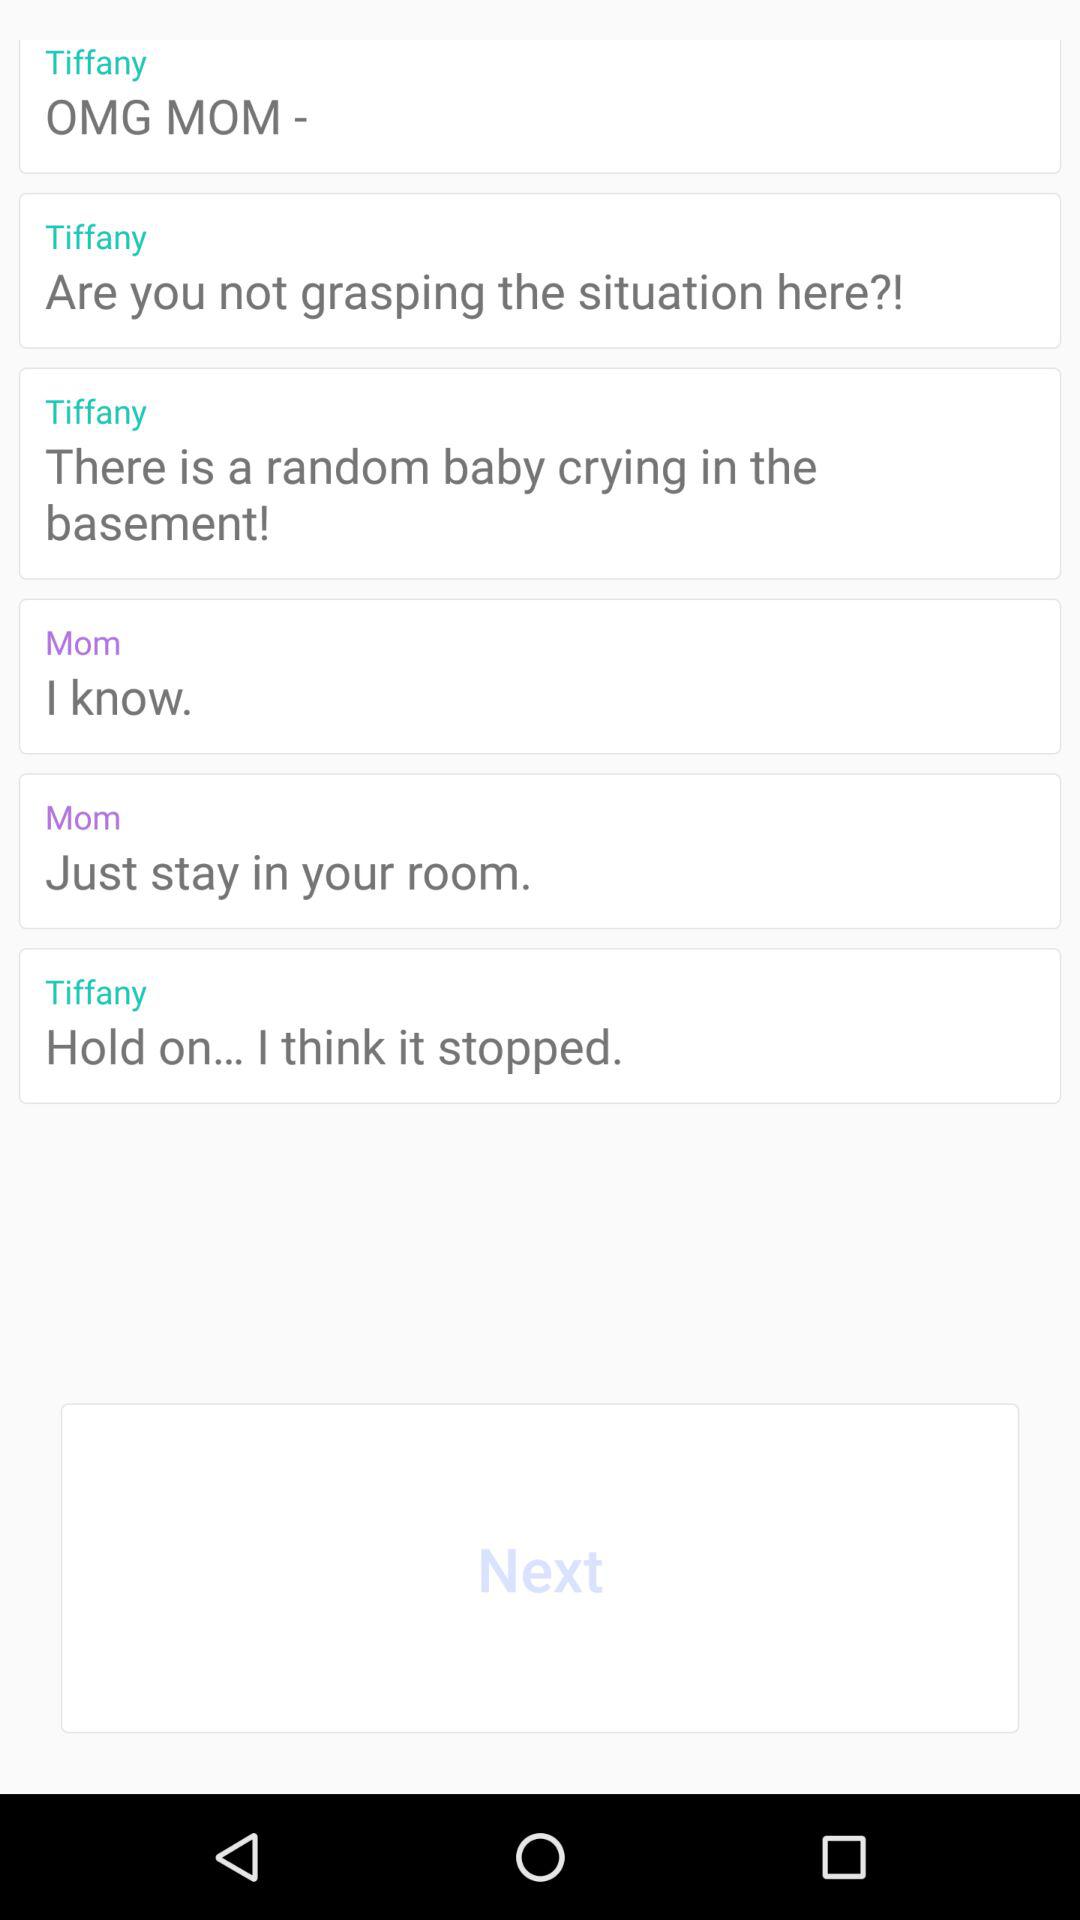 Tiffany
OMG MOM -
Tiffany
Are you not grasping the situation here?!
Tiffany
There is a random baby crying in the
basement!
Mom
I know.
Mom
Just stay in your room.
Tiffany
Hold on... I think it stopped.
Next